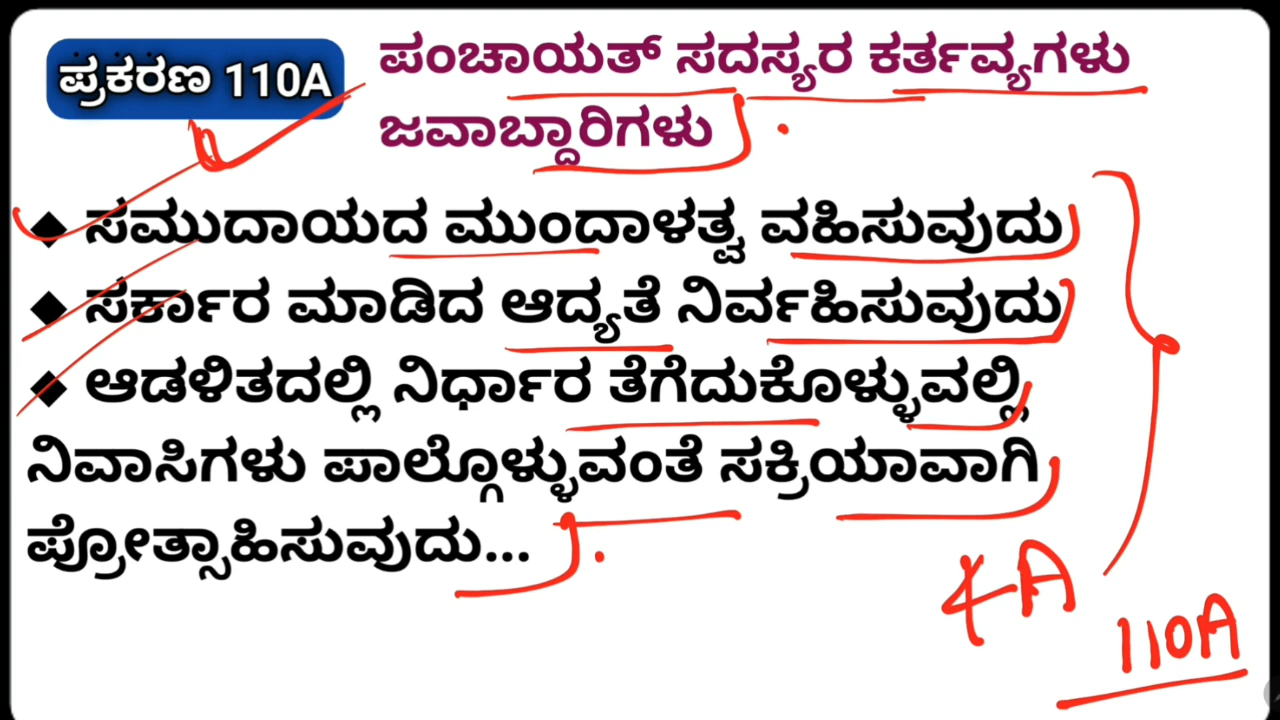 ಪ್ರಕರಣ 110A
ಪಂಚಾಯತ್ ಸದಸ್ಯರ ಕರ್ತವ್ಯಗಳು
ಜವಾಬ್ದಾರಿಗಳು
◆ ಸಮುದಾಯದ ಮುಂದಾಳತ್ವ ವಹಿಸುವುದು
◆ ಸರ್ಕಾರ ಮಾಡಿದ ಆದ್ಯತೆ ನಿರ್ವಹಿಸುವುದು
◆ ಆಡಳಿತದಲ್ಲಿ ನಿರ್ಧಾರ ತೆಗೆದುಕೊಳ್ಳುವಲ್ಲಿ
ನಿವಾಸಿಗಳು ಪಾಲ್ಗೊಳ್ಳುವಂತೆ ಸಕ್ರಿಯಾವಾಗಿ
ಪ್ರೋತ್ಸಾಹಿಸುವುದು...
110A